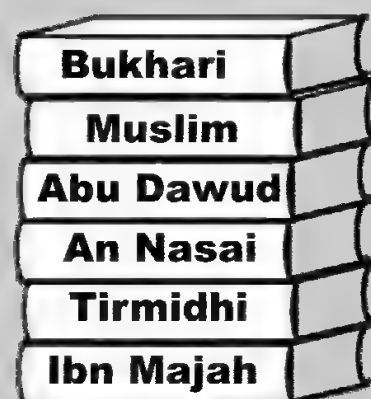 Bukhari
Muslim
Abu Dawud
An Nasai
Tirmidhi
Ibn Majah